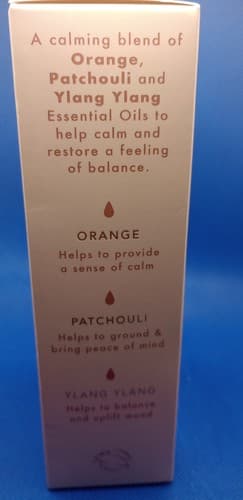 A calming blend of
Orange,
Patchouli and
Ylang Ylang
Essential Oils to
help calm and
restore a feeling
of balance.
ORANGE
Helps to provide
a sense of calm
PATCHOULI
Helps to ground &
bring peace of mind
YLANG YLANG
Helps to balance
and uplift mood